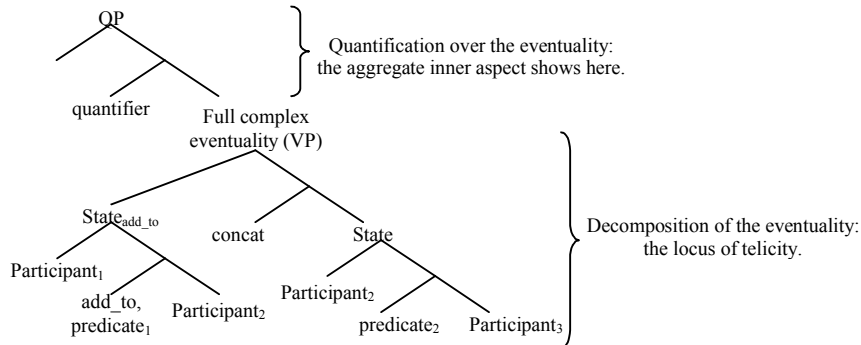 QP
Quantification over the eventuality:
the aggregate inner aspect shows here.
quantifier
Full complex
eventuality (VP)
Decomposition of the eventuality:
the locus of telicity.
State_add_to
concat
State
Participant₁
add_to,
predicate₁
Participant₂
Participant₂
predicate₂
Participant₃